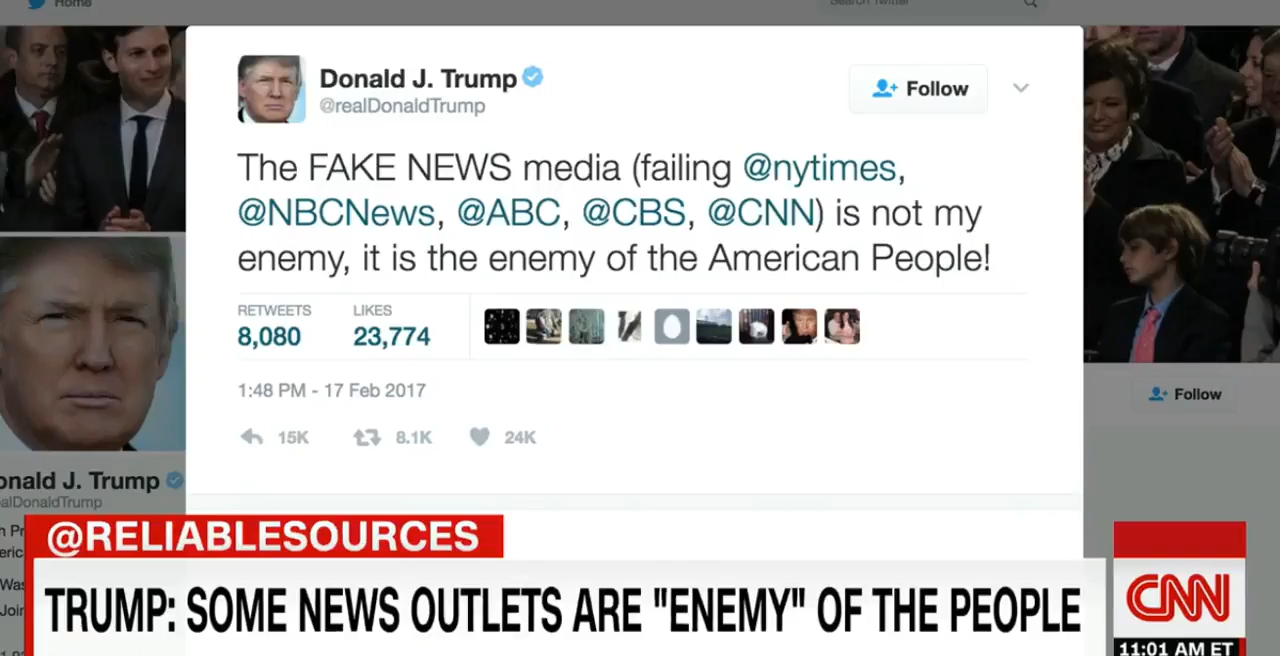 Home
Search Twitter
Donald J. Trump
@realDonaldTrump
Follow
The FAKE NEWS media (failing @nytimes,
@NBCNews, @ABC, @CBS, @CNN) is not my
enemy, it is the enemy of the American People!
RETWEETS
LIKES
8,080
23,774
1:48 PM - 17 Feb 2017
15K
8.1K
24K
Follow
onald J. Trump
alDonaldTrump
@RELIABLESOURCES
TRUMP: SOME NEWS OUTLETS ARE "ENEMY" OF THE PEOPLE
CNN
11:01 AM ET